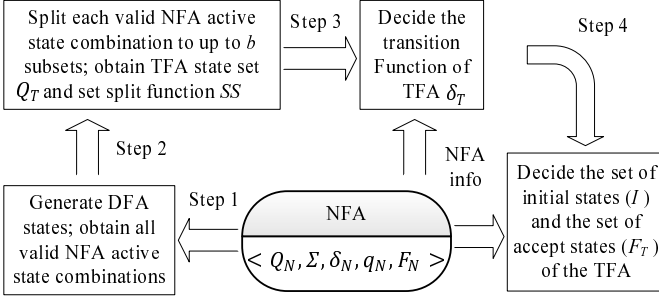 Split each valid NFA active
state combination to up to b
subsets; obtain TFA state set
Q_T and set split function SS
Step 3
Decide the
transition
Function of
TFA δ_T
Step 4
Step 2
NFA
info
Generate DFA
states; obtain all
valid NFA active
state combinations
Step 1
NFA
< Q_N, Σ, δ_N, q_N, F_N >
Decide the set of
initial states (I )
and the set of
accept states (F_T )
of the TFA